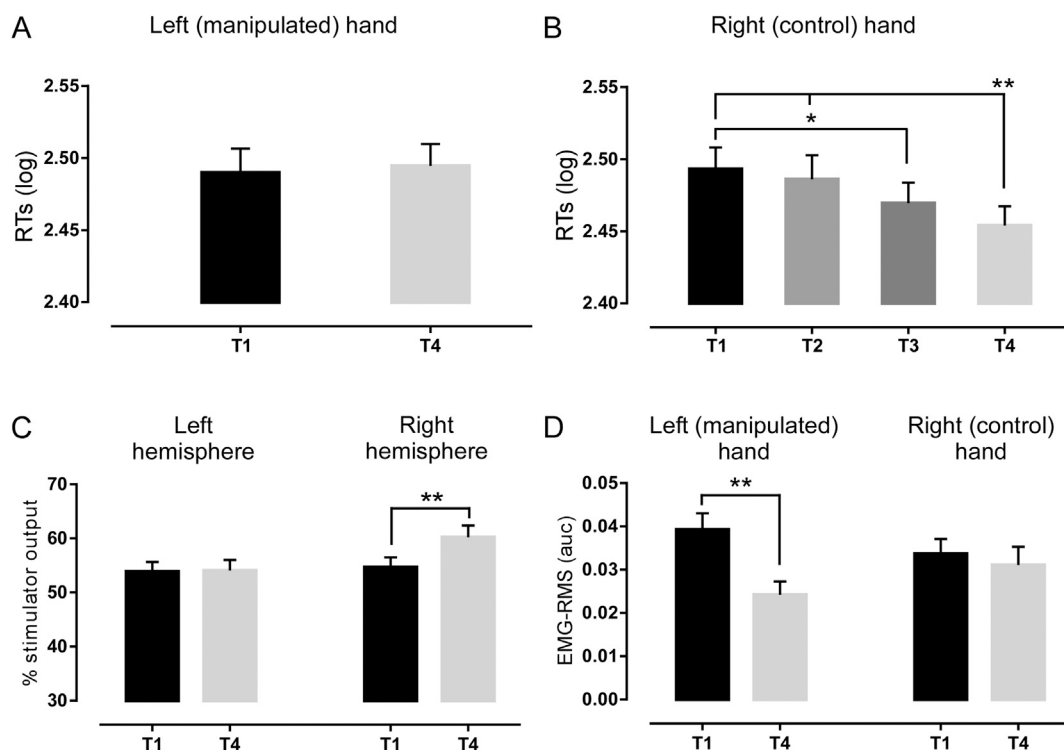 A
Left (manipulated) hand
RTs (log)
2.55
2.50
2.45
2.40
T1
T4
B
Right (control) hand
RTs (log)
2.55
2.50
2.45
2.40
**
*
T1
T2
T3
T4
C
Left
hemisphere
Right
hemisphere
% stimulator output
70
60
50
40
30
**
T1
T4
T1
T4
D
Left (manipulated)
hand
Right (control)
hand
EMG-RMS (auc)
0.05
0.04
0.03
0.02
0.01
0.00
**
T1
T4
T1
T4